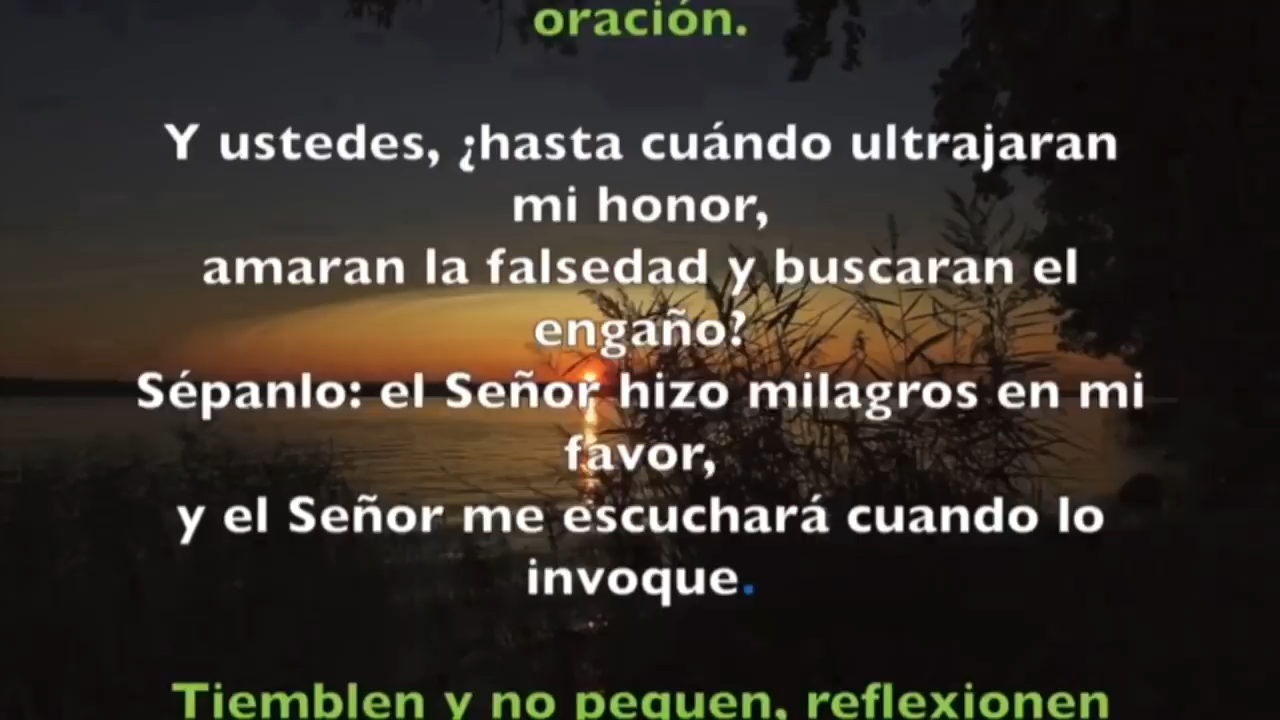 oración.
Y ustedes, ¿hasta cuándo ultrajaran
mi honor,
amaran la falsedad y buscaran el
engaño?
Sépanlo: el Señor hizo milagros en mi
favor,
y el Señor me escuchará cuando lo
invoque.
Tiemblen y no pequen, reflexionen